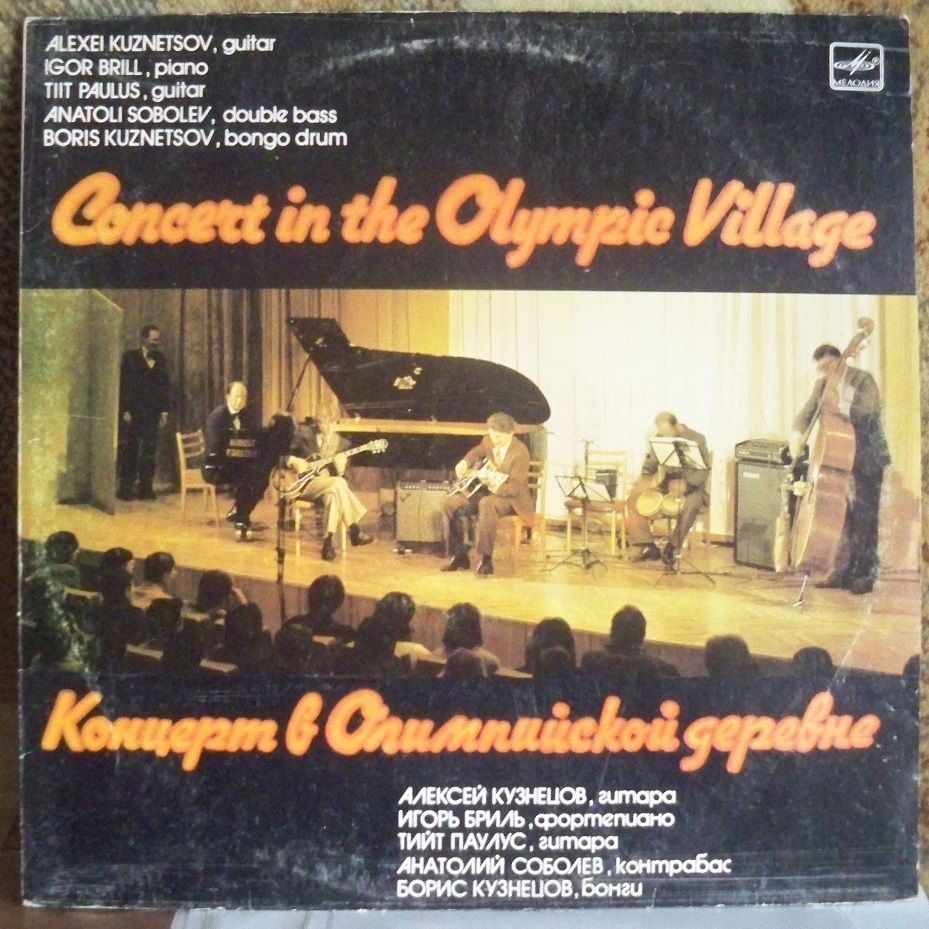 ALEXEI KUZNETSOV, guitar
IGOR BRILL, piano
TIIT PAULUS, guitar
ANATOLI SOBOLEV, double bass
BORIS KUZNETSOV, bongo drum
МЕЛОДИЯ
Concert in the Olympic Village
Концерт в Олимпийской деревне
АЛЕКСЕЙ КУЗНЕЦОВ, гитара
ИГОРЬ БРИЛЬ, фортепиано
ТИЙТ ПАУЛУС, гитара
АНАТОЛИЙ СОБОЛЕВ, контрабас
БОРИС КУЗНЕЦОВ, бонги